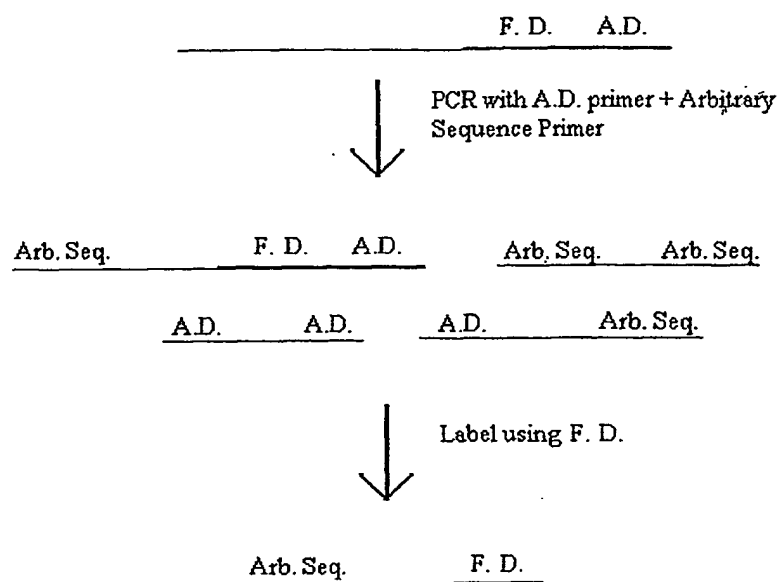 F. D. A.D.
PCR with A.D. primer + Arbitrary
Sequence Primer
Arb. Seq. F. D. A.D. Arb. Seq. Arb. Seq.
A.D. A.D. A.D. Arb. Seq.
Label using F. D.
Arb. Seq. F. D.